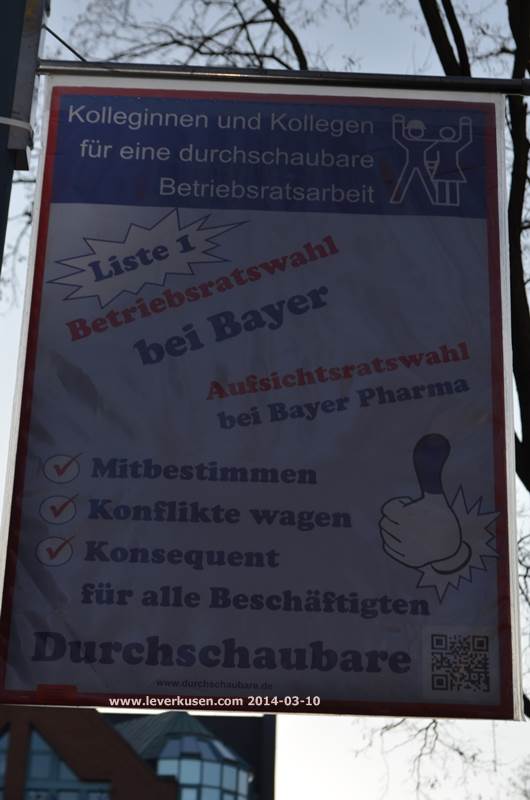 Kolleginnen und Kollegen
für eine durchschaubare
Betriebsratsarbeit
Liste 1
Betriebsratswahl
bei Bayer
Aufsichtsratswahl
bei Bayer Pharma
Mitbestimmen
Konflikte wagen
Konsequent
für alle Beschäftigten
Durchschaubare
www.durchschaubare.de
www.leverkusen.com 2014-03-10